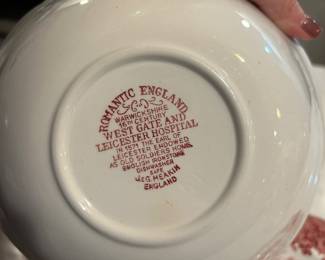 ROMANTIC ENGLAND
WARWICKSHIRE
16TH CENTURY
WEST GATE AND
LEICESTER HOSPITAL
IN 1571 THE EARL OF
LEICESTER ENDOWED
AS OLD SOLDIERS HOME
ENGLISH IRONSTONE
DISHWASHER
SAFE
J&G. MEAKIN
ENGLAND